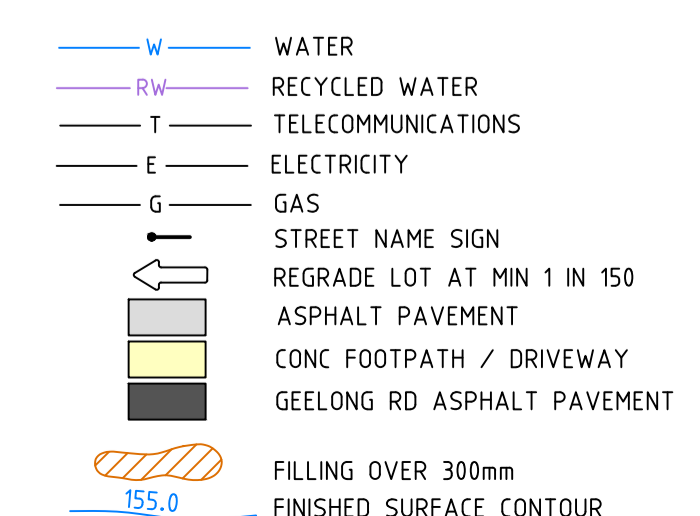 W WATER
RW RECYCLED WATER
T TELECOMMUNICATIONS
E ELECTRICITY
G GAS
STREET NAME SIGN
REGRADE LOT AT MIN 1 IN 150
ASPHALT PAVEMENT
CONC FOOTPATH / DRIVEWAY
GEELONG RD ASPHALT PAVEMENT
FILLING OVER 300mm
155.0 FINISHED SURFACE CONTOUR